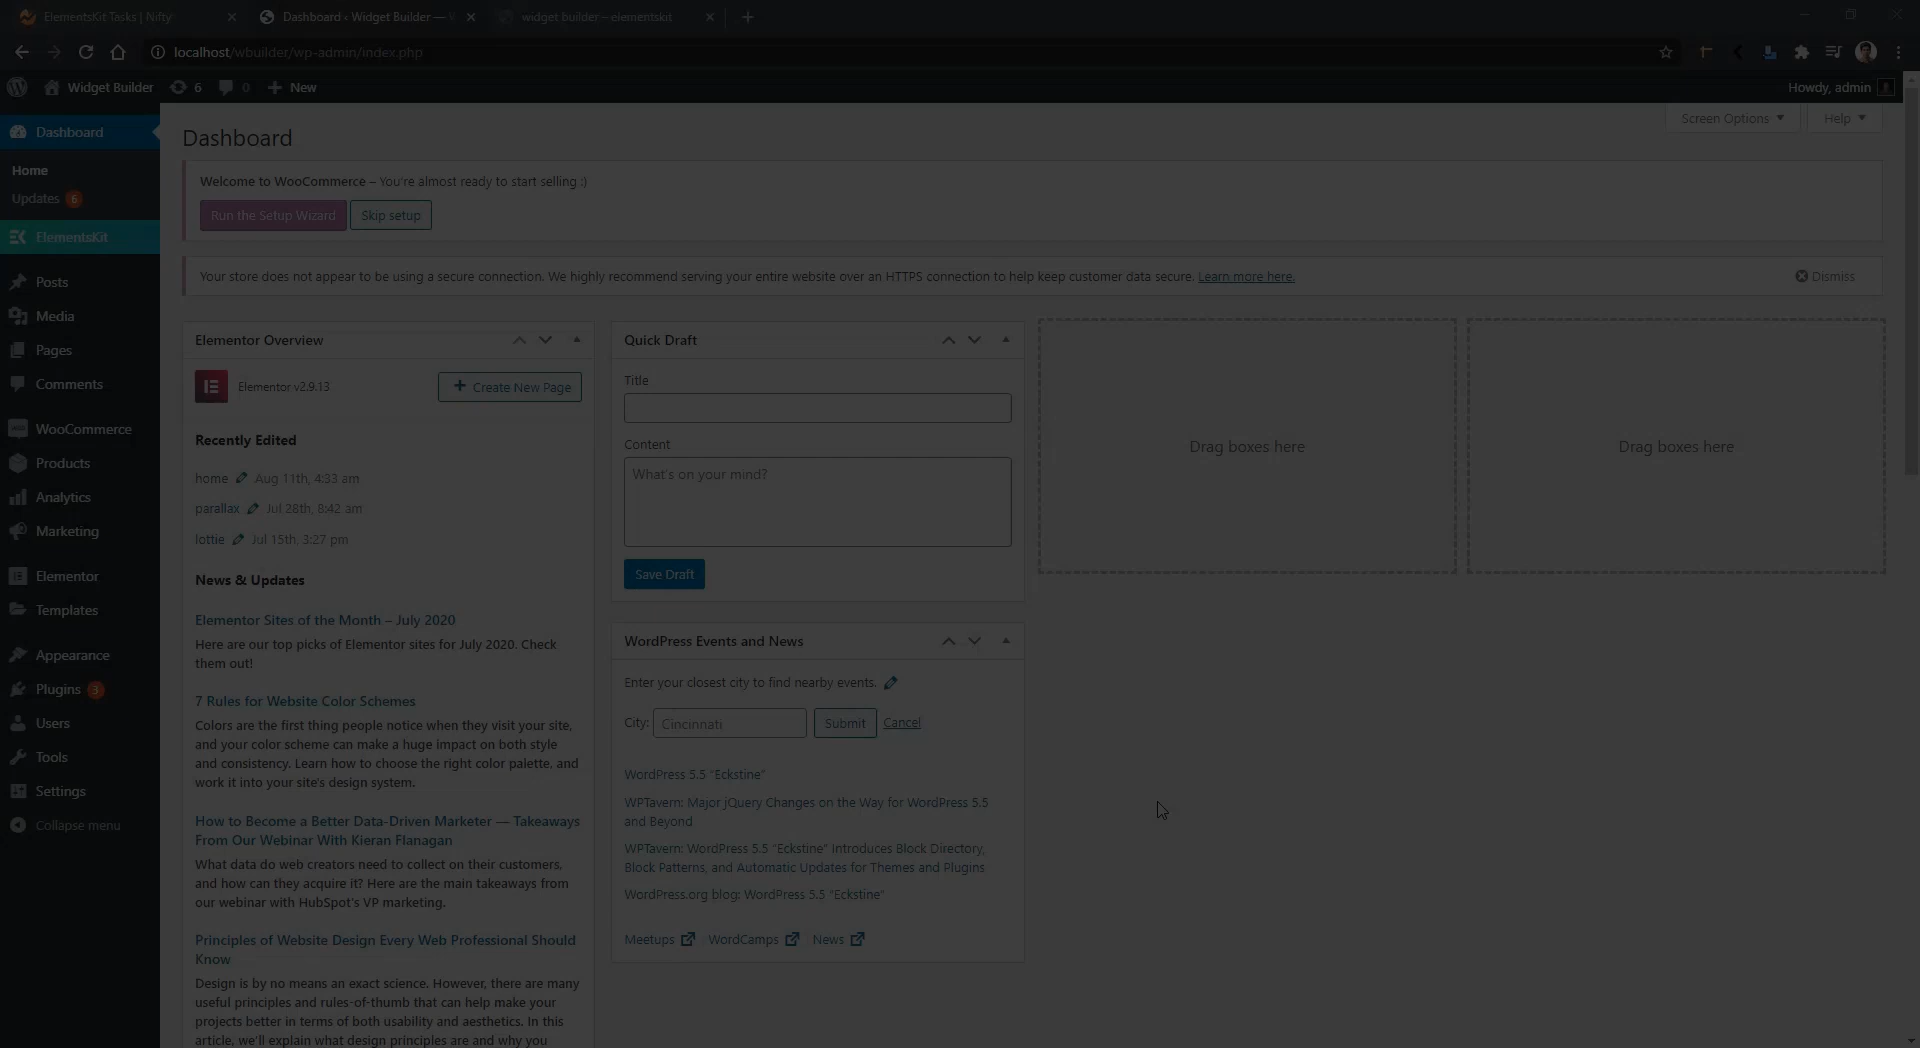 ElementsKit Tasks | Nifty
Dashboard ‹ Widget Builder —
widget builder – elementskit
localhost/wbuilder/wp-admin/index.php
Widget Builder
6
0
New
Howdy, admin
Dashboard
Home
Updates 6
ElementsKit
Posts
Media
Pages
Comments
WooCommerce
Products
Analytics
Marketing
Elementor
Templates
Appearance
Plugins 3
Users
Tools
Settings
Collapse menu
Dashboard
Screen Options
Help
Welcome to WooCommerce – You're almost ready to start selling :)
Run the Setup Wizard
Skip setup
Your store does not appear to be using a secure connection. We highly recommend serving your entire website over an HTTPS connection to help keep customer data secure. Learn more here.
Dismiss
Elementor Overview
Elementor v2.9.13
Create New Page
Recently Edited
home Aug 11th, 4:33 am
parallax Jul 28th, 8:42 am
lottie Jul 15th, 3:27 pm
News & Updates
Elementor Sites of the Month – July 2020
Here are our top picks of Elementor sites for July 2020. Check
them out!
7 Rules for Website Color Schemes
Colors are the first thing people notice when they visit your site,
and your color scheme can make a huge impact on both style
and consistency. Learn how to choose the right color palette, and
work it into your site's design system.
How to Become a Better Data-Driven Marketer — Takeaways
From Our Webinar With Kieran Flanagan
What data do web creators need to collect on their customers,
and how can they acquire it? Here are the main takeaways from
our webinar with HubSpot's VP marketing.
Principles of Website Design Every Web Professional Should
Know
Design is by no means an exact science. However, there are many
useful principles and rules-of-thumb that can help make your
projects better in terms of both usability and aesthetics. In this
article, we'll explain what design principles are and why you
Quick Draft
Title
Content
What's on your mind?
Save Draft
WordPress Events and News
Enter your closest city to find nearby events.
City: Cincinnati Submit Cancel
WordPress 5.5 "Eckstine"
WPTavern: Major jQuery Changes on the Way for WordPress 5.5
and Beyond
WPTavern: WordPress 5.5 "Eckstine" Introduces Block Directory,
Block Patterns, and Automatic Updates for Themes and Plugins
WordPress.org blog: WordPress 5.5 "Eckstine"
Meetups WordCamps News
Drag boxes here
Drag boxes here